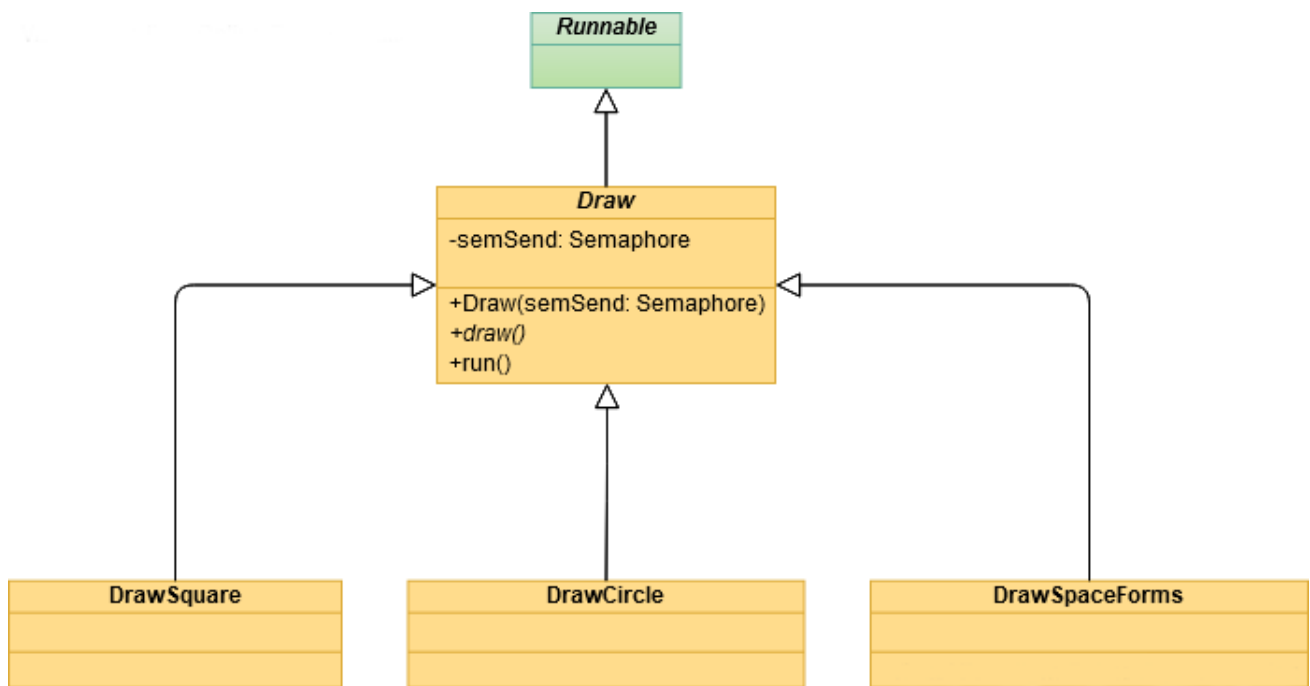 Runnable
Draw
-semSend: Semaphore
+Draw(semSend: Semaphore)
+draw()
+run()
DrawSquare
DrawCircle
DrawSpaceForms